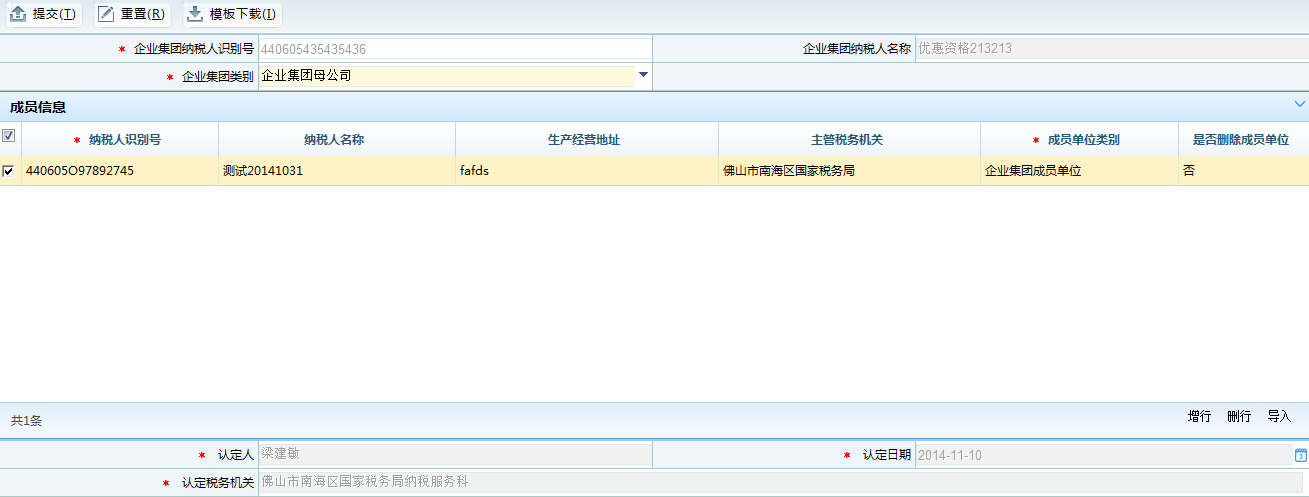 提交(T) 重置(R) 模板下载(I)
* 企业集团纳税人识别号 440605435435436 企业集团纳税人名称 优惠资格213213
* 企业集团类别 企业集团母公司
成员信息
* 纳税人识别号 纳税人名称 生产经营地址 主管税务机关 * 成员单位类别 是否删除成员单位
440605O97892745 测试20141031 fafds 佛山市南海区国家税务局 企业集团成员单位 否
共1条 增行 删行 导入
* 认定人 梁建敏 * 认定日期 2014-11-10
* 认定税务机关 佛山市南海区国家税务局纳税服务科